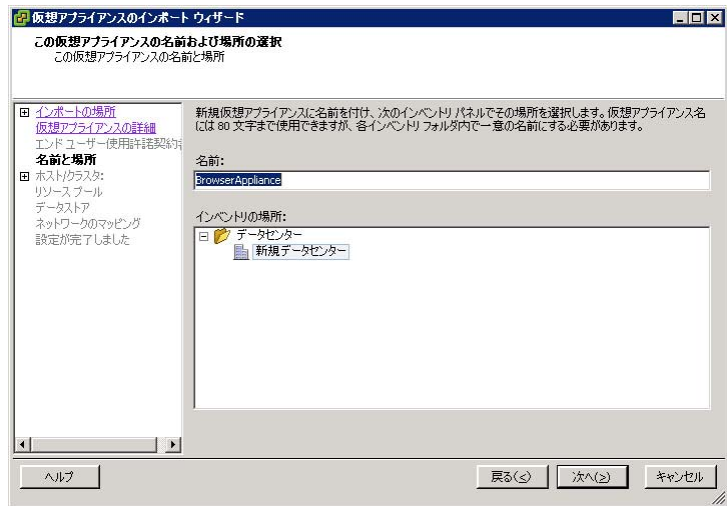 仮想アプライアンスのインポート ウィザード
この仮想アプライアンスの名前および場所の選択
この仮想アプライアンスの名前と場所
インポートの場所
仮想アプライアンスの詳細
エンド ユーザー使用許諾契約
名前と場所
ホスト/クラスタ:
リソース プール
データストア
ネットワークのマッピング
設定が完了しました
新規仮想アプライアンスに名前を付け、次のインベントリ パネルでその場所を選択します。仮想アプライアンス名
には 80 文字まで使用できますが、各インベントリ フォルダ内で一意の名前にする必要があります。
名前:
BrowserAppliance
インベントリの場所:
データセンター
新規データセンター
ヘルプ
戻る(<)
次へ(>)
キャンセル